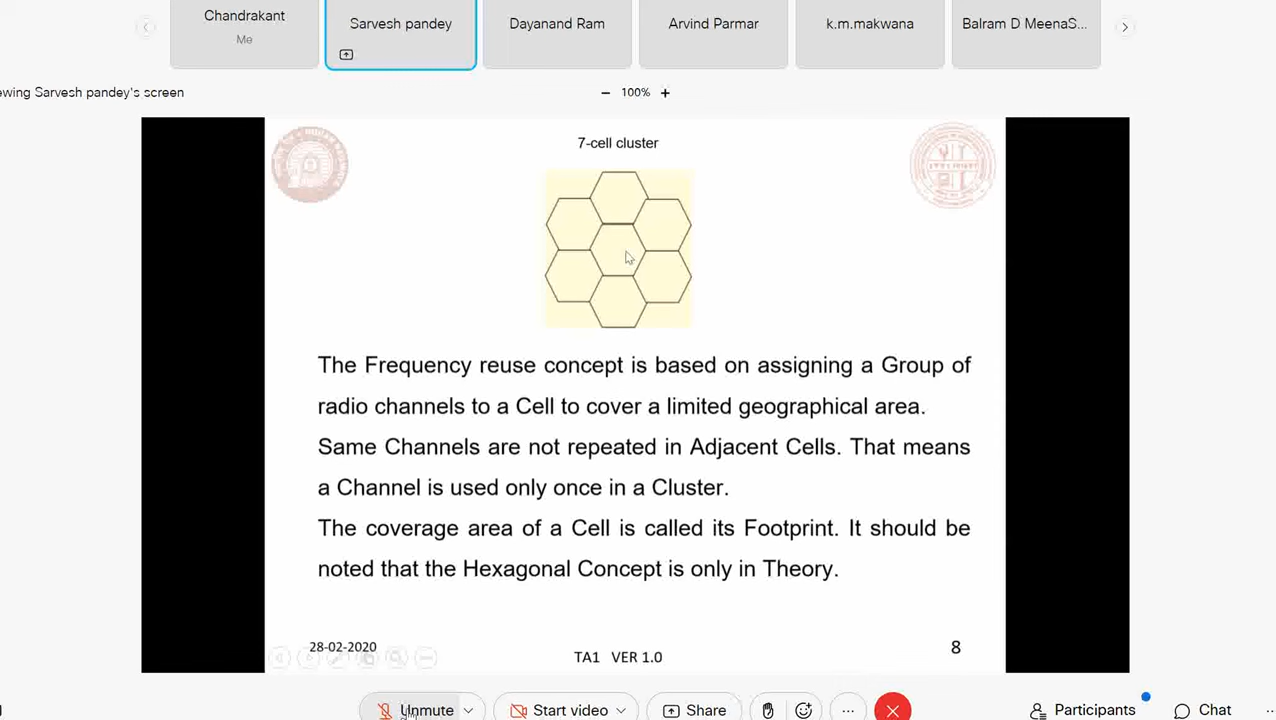 Chandrakant
Me
Sarvesh pandey
Dayanand Ram
Arvind Parmar
k.m.makwana
Balram D MeenaS...
ewing Sarvesh pandey's screen
100%
7-cell cluster
The Frequency reuse concept is based on assigning a Group of
radio channels to a Cell to cover a limited geographical area.
Same Channels are not repeated in Adjacent Cells. That means
a Channel is used only once in a Cluster.
The coverage area of a Cell is called its Footprint. It should be
noted that the Hexagonal Concept is only in Theory.
28-02-2020
TA1 VER 1.0
8
Unmute
Start video
Share
Participants
Chat